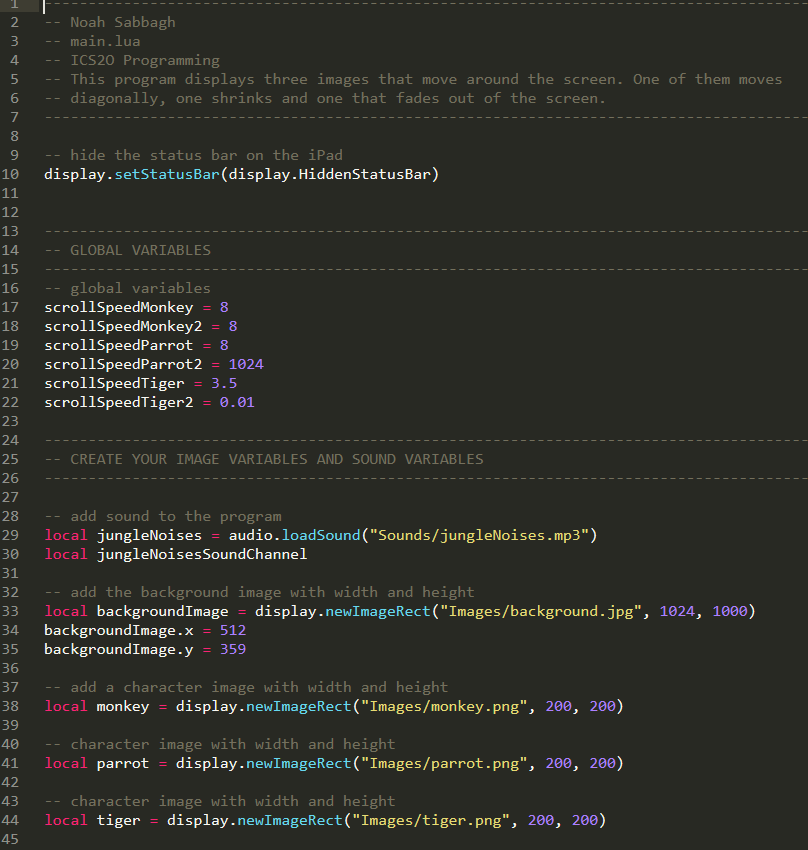 1 --------------------------------------------------------------------------------
2 -- Noah Sabbagh
3 -- main.lua
4 -- ICS2O Programming
5 -- This program displays three images that move around the screen. One of them moves
6 -- diagonally, one shrinks and one that fades out of the screen.
7 --------------------------------------------------------------------------------
8
9 -- hide the status bar on the iPad
10 display.setStatusBar(display.HiddenStatusBar)
11
12
13 --------------------------------------------------------------------------------
14 -- GLOBAL VARIABLES
15 --------------------------------------------------------------------------------
16 -- global variables
17 scrollSpeedMonkey = 8
18 scrollSpeedMonkey2 = 8
19 scrollSpeedParrot = 8
20 scrollSpeedParrot2 = 1024
21 scrollSpeedTiger = 3.5
22 scrollSpeedTiger2 = 0.01
23
24 --------------------------------------------------------------------------------
25 -- CREATE YOUR IMAGE VARIABLES AND SOUND VARIABLES
26 --------------------------------------------------------------------------------
27
28 -- add sound to the program
29 local jungleNoises = audio.loadSound("Sounds/jungleNoises.mp3")
30 local jungleNoisesSoundChannel
31
32 -- add the background image with width and height
33 local backgroundImage = display.newImageRect("Images/background.jpg", 1024, 1000)
34 backgroundImage.x = 512
35 backgroundImage.y = 359
36
37 -- add a character image with width and height
38 local monkey = display.newImageRect("Images/monkey.png", 200, 200)
39
40 -- character image with width and height
41 local parrot = display.newImageRect("Images/parrot.png", 200, 200)
42
43 -- character image with width and height
44 local tiger = display.newImageRect("Images/tiger.png", 200, 200)
45